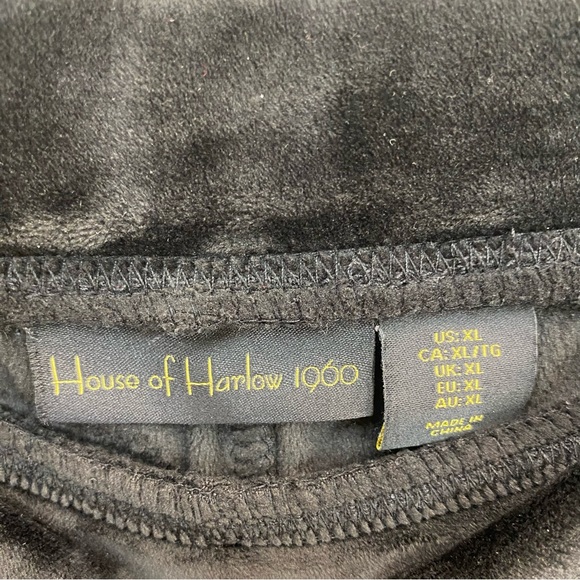 House of Harlow 1960
US: XL
CA: XL/TG
UK: XL
EU: XL
AU: XL
MADE IN
CHINA